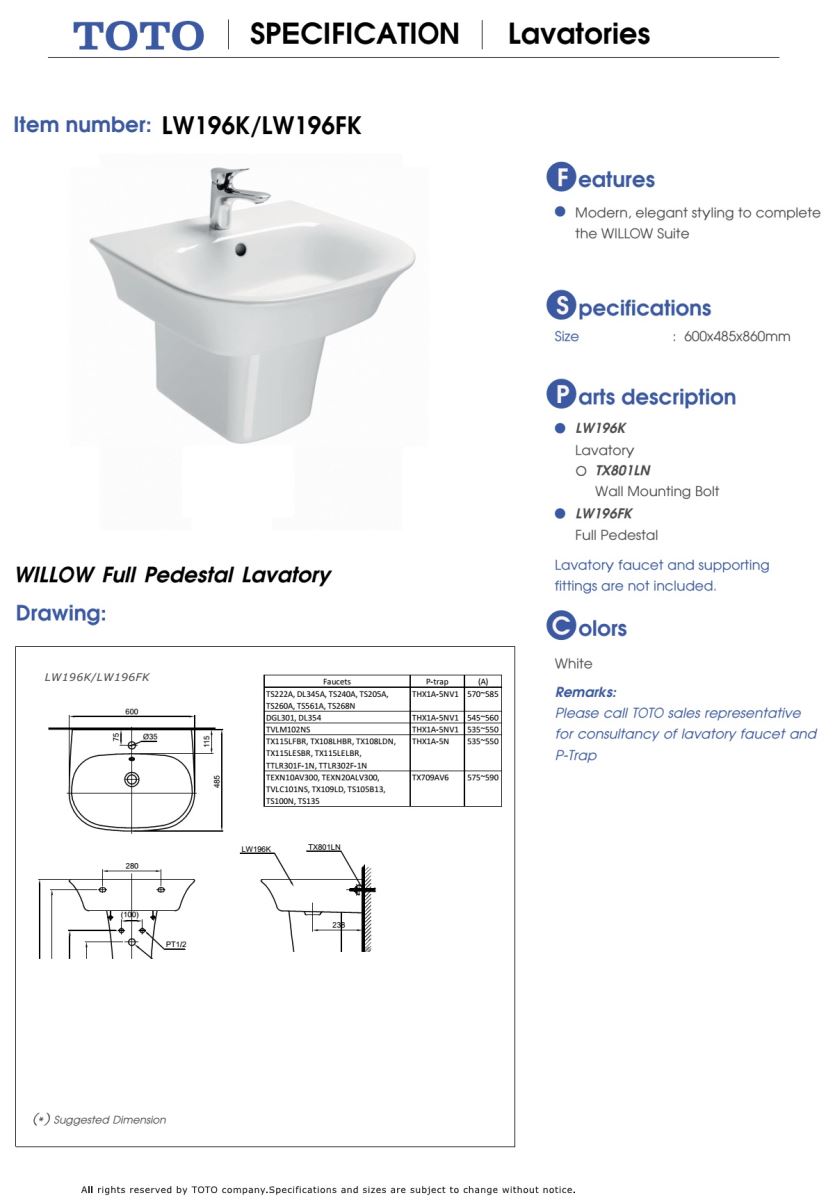 TOTO SPECIFICATION Lavatories
Item number: LW196K/LW196FK
Features
Modern, elegant styling to complete
the WILLOW Suite
Specifications
Size : 600x485x860mm
Parts description
LW196K
Lavatory
TX801LN
Wall Mounting Bolt
LW196FK
Full Pedestal
Lavatory faucet and supporting
fittings are not included.
Colors
White
Remarks:
Please call TOTO sales representative
for consultancy of lavatory faucet and
P-Trap
WILLOW Full Pedestal Lavatory
Drawing:
LW196K/LW196FK
Faucets P-trap (A)
TS222A, DL345A, TS240A, TS205A, THX1A-5NV1 570~585
TS260A, TS561A, TS268N
DGL301, DL354 THX1A-5NV1 545~560
TVLM102NS THX1A-5NV1 535~550
TX115LFBR, TX108LHBR, TX108LDN, THX1A-5N 535~550
TX115LESBR, TX115LELBR,
TTLR301F-1N, TTLR302F-1N
TEXN10AV300, TEXN20ALV300, TX709AV6 575~590
TVLC101NS, TX109LD, TS105B13,
TS100N, TS135
600
75
Ø35
115
485
280
(100)
PT1/2
LW196K
TX801LN
238
(*) Suggested Dimension
All rights reserved by TOTO company.Specifications and sizes are subject to change without notice.